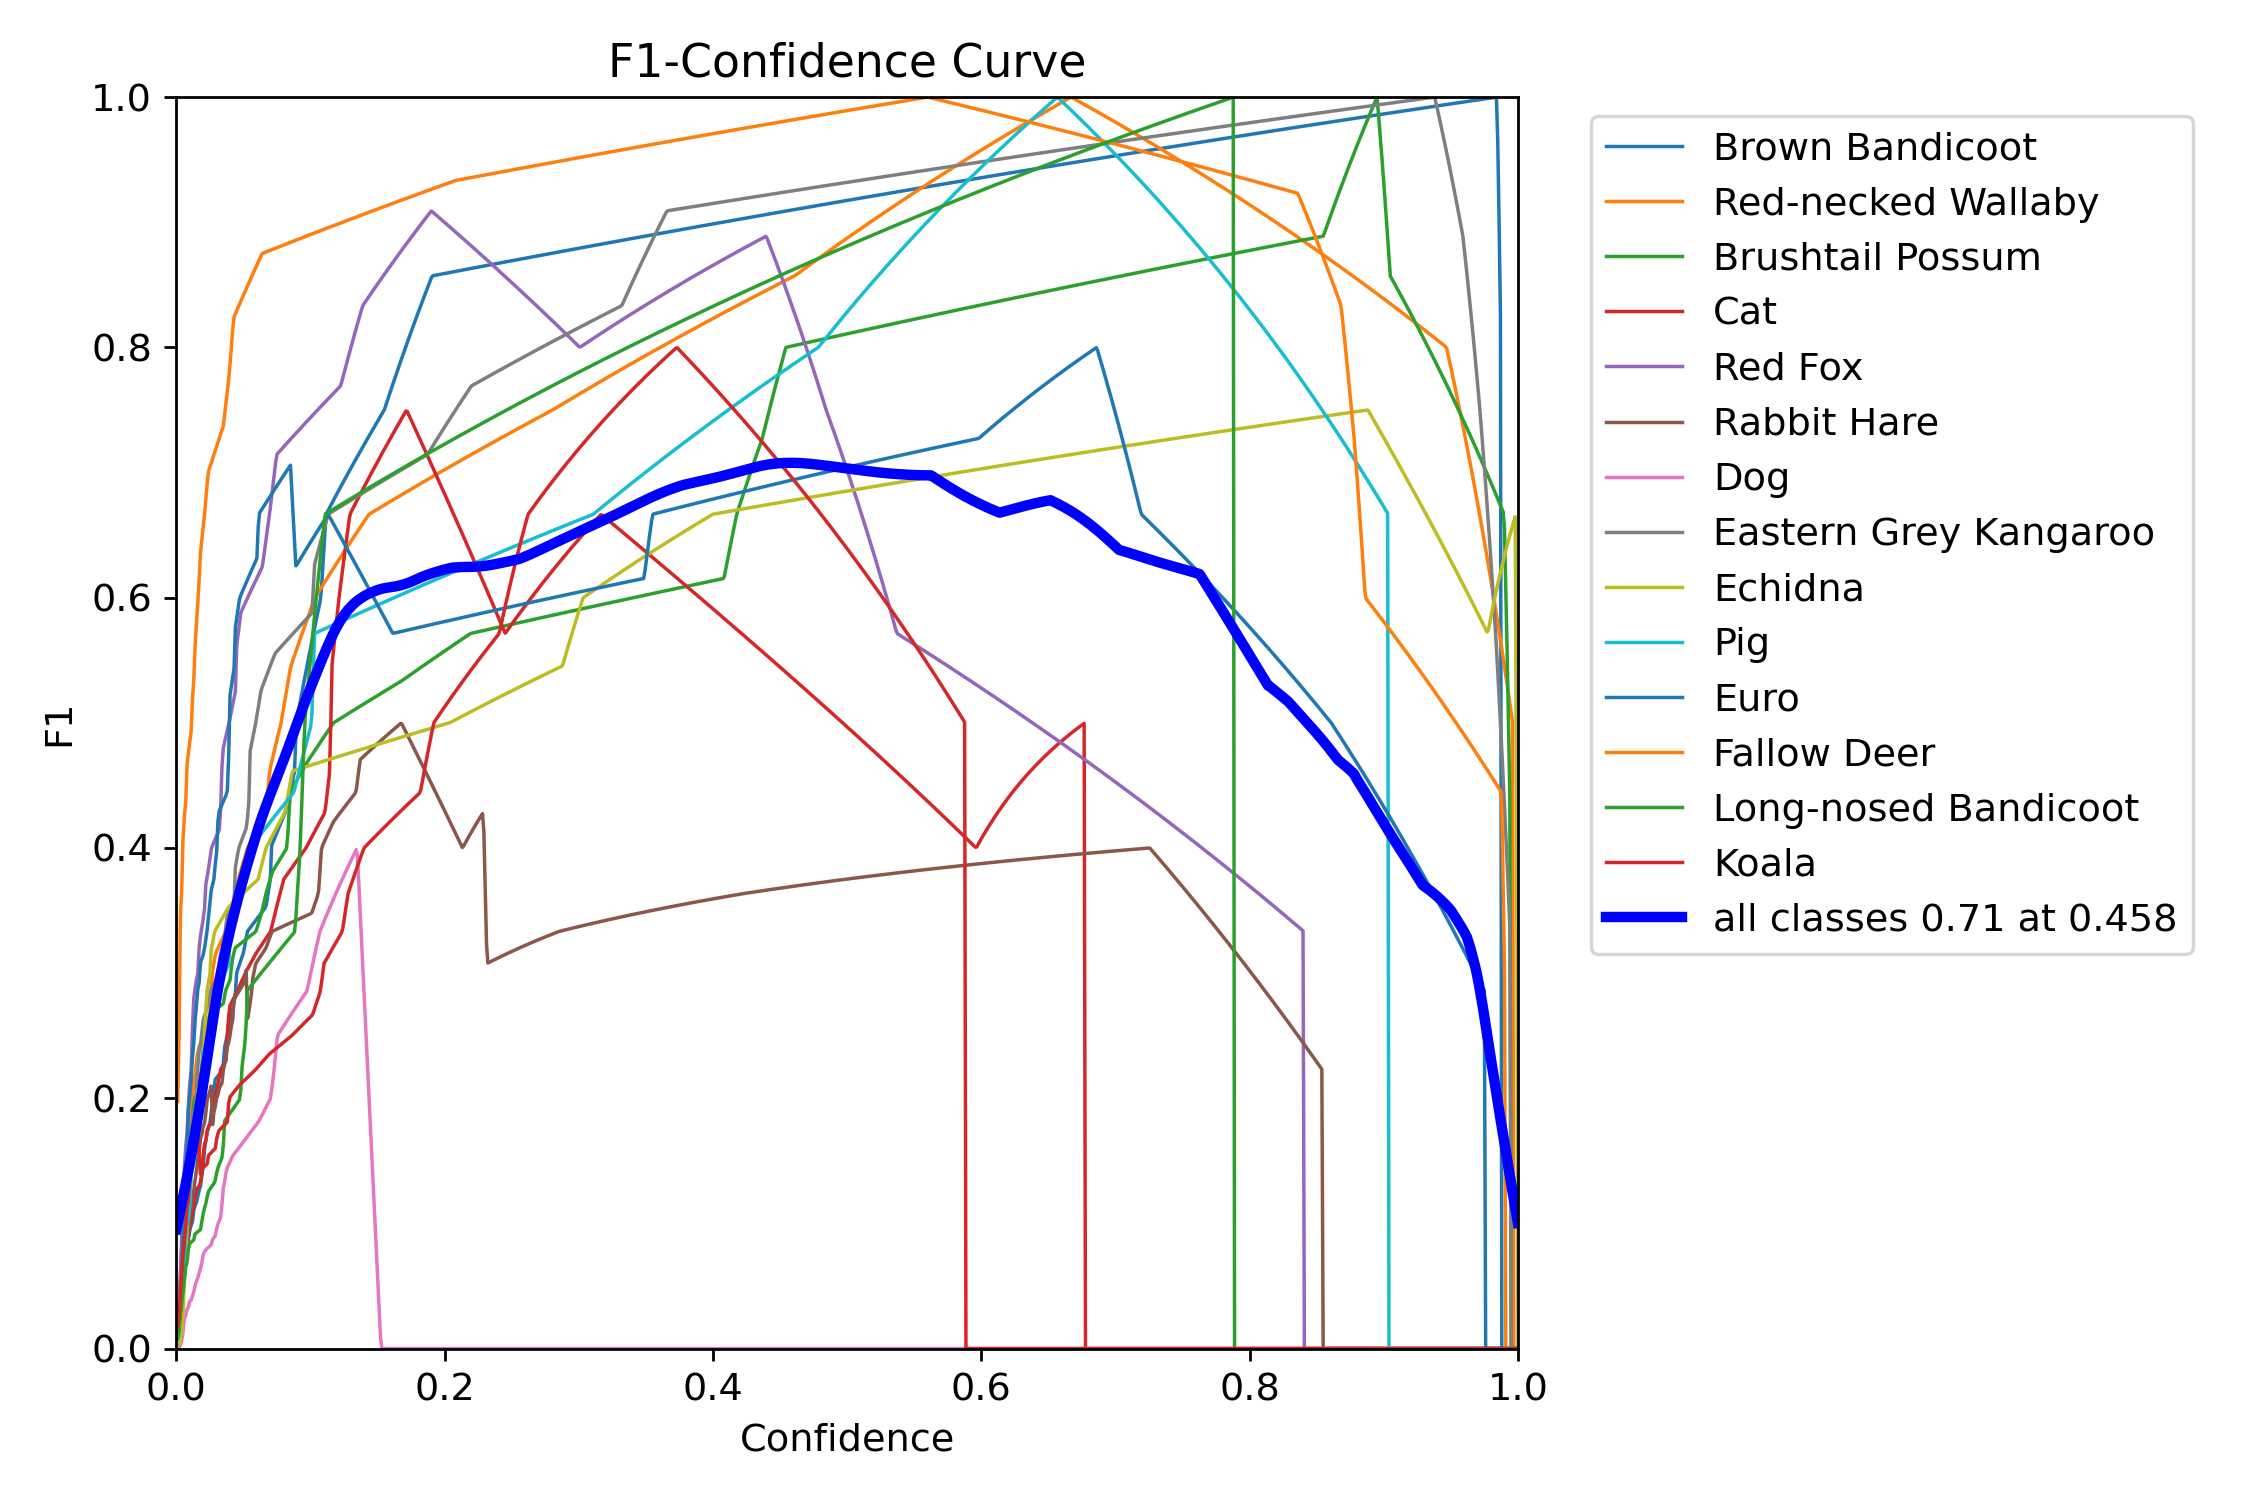 F1-Confidence Curve
1.0
0.8
0.6
0.4
0.2
0.0
F1
0.0 0.2 0.4 0.6 0.8 1.0
Confidence
Brown Bandicoot
Red-necked Wallaby
Brushtail Possum
Cat
Red Fox
Rabbit Hare
Dog
Eastern Grey Kangaroo
Echidna
Pig
Euro
Fallow Deer
Long-nosed Bandicoot
Koala
all classes 0.71 at 0.458